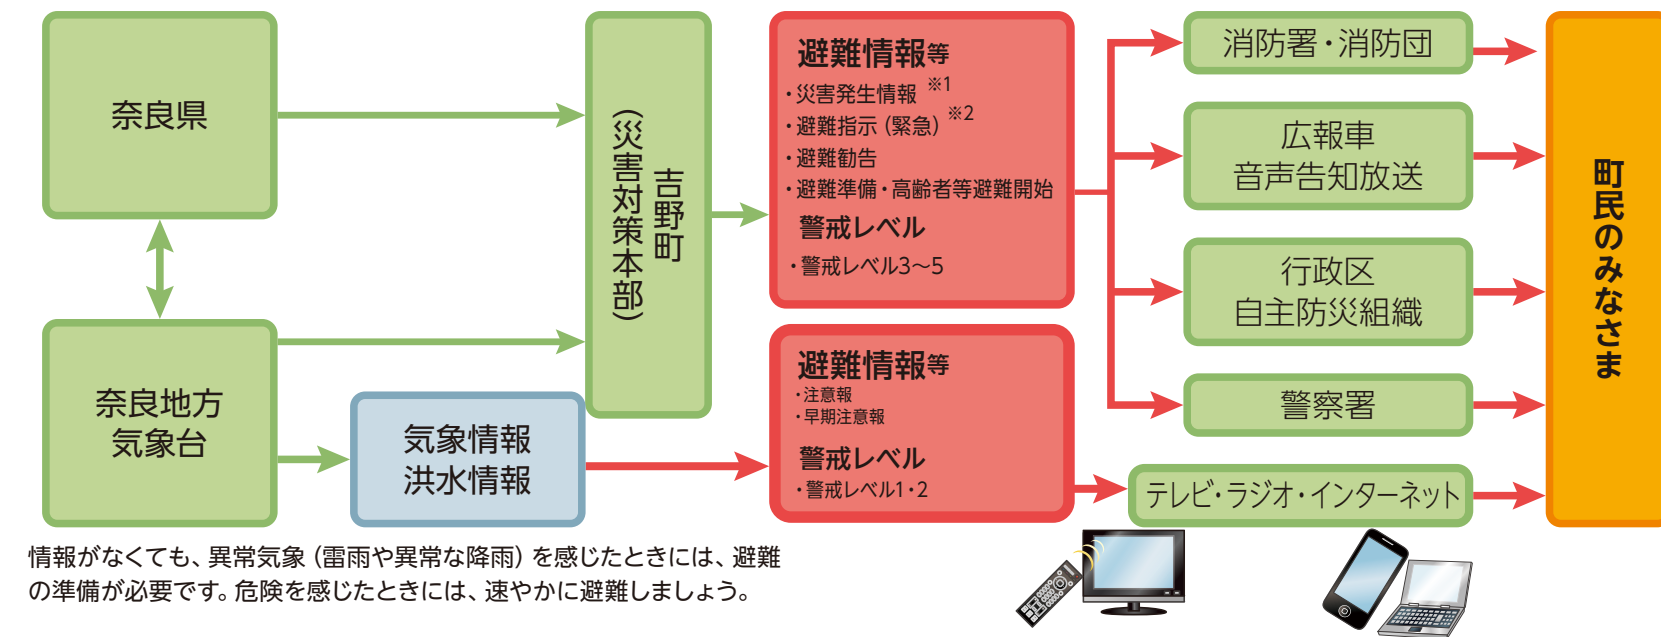 奈良県
奈良地方
気象台
気象情報
洪水情報
吉野町
（災害対策本部）
避難情報等
・災害発生情報 ※1
・避難指示（緊急）※2
・避難勧告
・避難準備・高齢者等避難開始
警戒レベル
・警戒レベル3〜5
避難情報等
・注意報
・早期注意報
警戒レベル
・警戒レベル1・2
消防署・消防団
広報車
音声告知放送
行政区
自主防災組織
警察署
テレビ・ラジオ・インターネット
町民のみなさま
情報がなくても、異常気象（雷雨や異常な降雨）を感じたときには、避難
の準備が必要です。危険を感じたときには、速やかに避難しましょう。